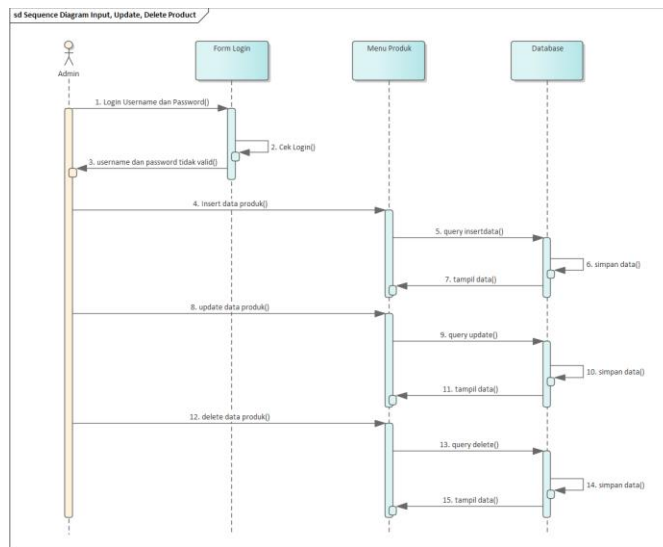 sd Sequence Diagram Input, Update, Delete Product
Form Login
Menu Produk
Database
Admin
1. Login Username dan Password()
2. Cek Login()
3. username dan password tidak valid()
4. insert data produk()
5. query insertdata()
6. simpan data()
7. tampil data()
8. update data produk()
9. query update()
10. simpan data()
11. tampil data()
12. delete data produk()
13. query delete()
14. simpan data()
15. tampil data()